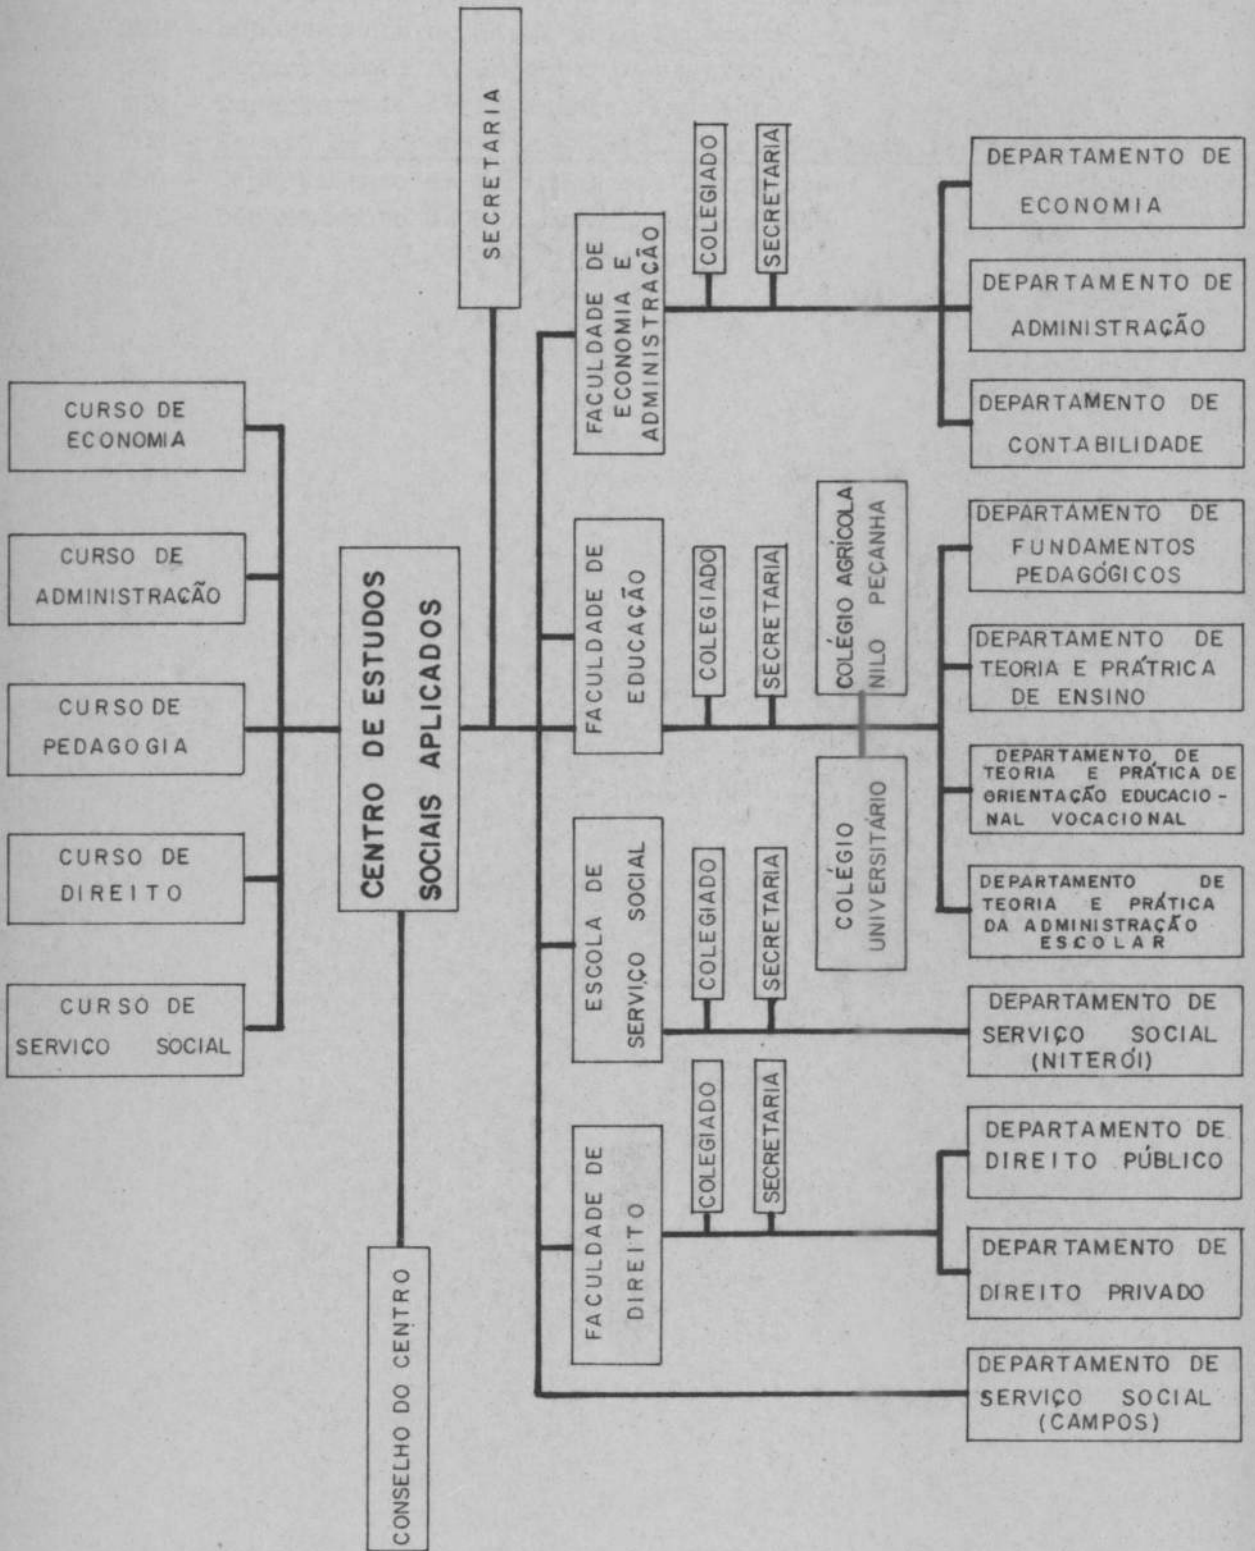 SECRETARIA
CURSO DE
ECONOMIA
CURSO DE
ADMINISTRAÇÃO
CURSO DE
PEDAGOGIA
CURSO DE
DIREITO
CURSO DE
SERVIÇO SOCIAL
CENTRO DE ESTUDOS
SOCIAIS APLICADOS
CONSELHO DO CENTRO
FACULDADE DE
ECONOMIA E
ADMINISTRAÇÃO
COLEGIADO
SECRETARIA
DEPARTAMENTO DE
ECONOMIA
DEPARTAMENTO DE
ADMINISTRAÇÃO
DEPARTAMENTO DE
CONTABILIDADE
FACULDADE DE
EDUCAÇÃO
COLEGIADO
SECRETARIA
COLÉGIO AGRÍCOLA
NILO PEÇANHA
COLÉGIO
UNIVERSITÁRIO
DEPARTAMENTO DE
FUNDAMENTOS
PEDAGÓGICOS
DEPARTAMENTO DE
TEORIA E PRÁTRICA
DE ENSINO
DEPARTAMENTO DE
TEORIA E PRÁTICA DE
ORIENTAÇÃO EDUCACIO-
NAL VOCACIONAL
DEPARTAMENTO DE
TEORIA E PRÁTICA
DA ADMINISTRAÇÃO
ESCOLAR
ESCOLA DE
SERVIÇO SOCIAL
COLEGIADO
SECRETARIA
DEPARTAMENTO DE
SERVIÇO SOCIAL
(NITERÓI)
FACULDADE DE
DIREITO
COLEGIADO
SECRETARIA
DEPARTAMENTO DE
DIREITO PÚBLICO
DEPARTAMENTO DE
DIREITO PRIVADO
DEPARTAMENTO DE
SERVIÇO SOCIAL
(CAMPOS)